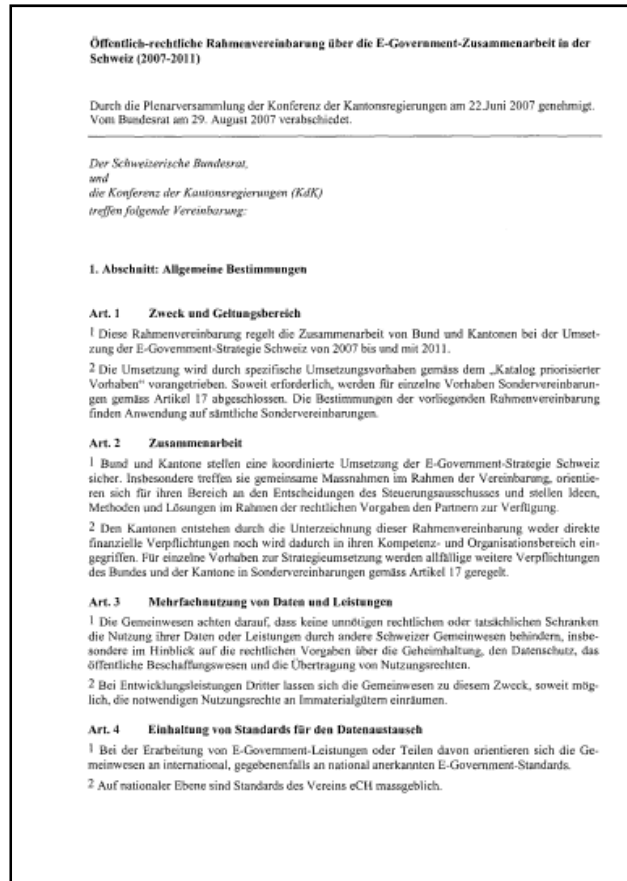 Öffentlich-rechtliche Rahmenvereinbarung über die E-Government-Zusammenarbeit in der
Schweiz (2007-2011)
Durch die Plenarversammlung der Konferenz der Kantonsregierungen am 22.Juni 2007 genehmigt.
Vom Bundesrat am 29. August 2007 verabschiedet.
Der Schweizerische Bundesrat,
und
die Konferenz der Kantonsregierungen (KdK)
treffen folgende Vereinbarung:
1. Abschnitt: Allgemeine Bestimmungen
Art. 1 Zweck und Geltungsbereich
1 Diese Rahmenvereinbarung regelt die Zusammenarbeit von Bund und Kantonen bei der Umset-
zung der E-Government-Strategie Schweiz von 2007 bis und mit 2011.
2 Die Umsetzung wird durch spezifische Umsetzungsvorhaben gemäss dem „Katalog priorisierter
Vorhaben“ vorangetrieben. Soweit erforderlich, werden für einzelne Vorhaben Sondervereinbarun-
gen gemäss Artikel 17 abgeschlossen. Die Bestimmungen der vorliegenden Rahmenvereinbarung
finden Anwendung auf sämtliche Sondervereinbarungen.
Art. 2 Zusammenarbeit
1 Bund und Kantone stellen eine koordinierte Umsetzung der E-Government-Strategie Schweiz
sicher. Insbesondere treffen sie gemeinsame Massnahmen im Rahmen der Vereinbarung, orientie-
ren sich für ihren Bereich an den Entscheidungen des Steuerungsausschusses und stellen Ideen,
Methoden und Lösungen im Rahmen der rechtlichen Vorgaben den Partnern zur Verfügung.
2 Den Kantonen entstehen durch die Unterzeichnung dieser Rahmenvereinbarung weder direkte
finanzielle Verpflichtungen noch wird dadurch in ihren Kompetenz- und Organisationsbereich ein-
gegriffen. Für einzelne Vorhaben zur Strategieumsetzung werden allfällige weitere Verpflichtungen
des Bundes und der Kantone in Sondervereinbarungen gemäss Artikel 17 geregelt.
Art. 3 Mehrfachnutzung von Daten und Leistungen
1 Die Gemeinwesen achten darauf, dass keine unnötigen rechtlichen oder tatsächlichen Schranken
die Nutzung ihrer Daten oder Leistungen durch andere Schweizer Gemeinwesen behindern, insbe-
sondere im Hinblick auf die rechtlichen Vorgaben über die Geheimhaltung, den Datenschutz, das
öffentliche Beschaffungswesen und die Übertragung von Nutzungsrechten.
2 Bei Entwicklungsleistungen Dritter lassen sich die Gemeinwesen zu diesem Zweck, soweit mög-
lich, die notwendigen Nutzungsrechte an Immaterialgütern einräumen.
Art. 4 Einhaltung von Standards für den Datenaustausch
1 Bei der Erarbeitung von E-Government-Leistungen oder Teilen davon orientieren sich die Ge-
meinwesen an international, gegebenenfalls an national anerkannten E-Government-Standards.
2 Auf nationaler Ebene sind Standards des Vereins eCH massgeblich.